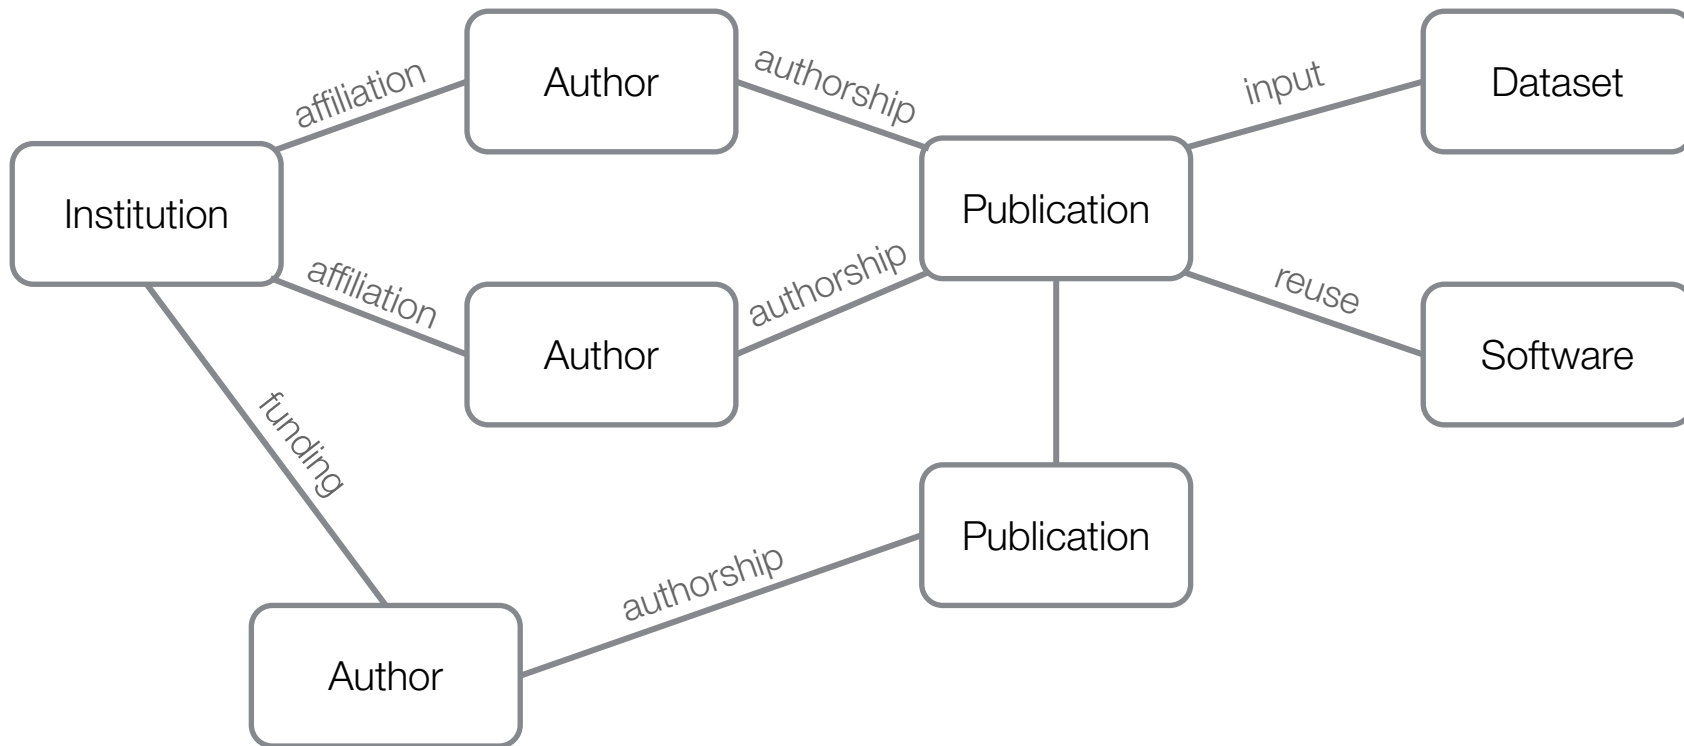 affiliation
Author
authorship
input
Dataset
Institution
Publication
affiliation
authorship
reuse
Author
Software
funding
authorship
Publication
Author